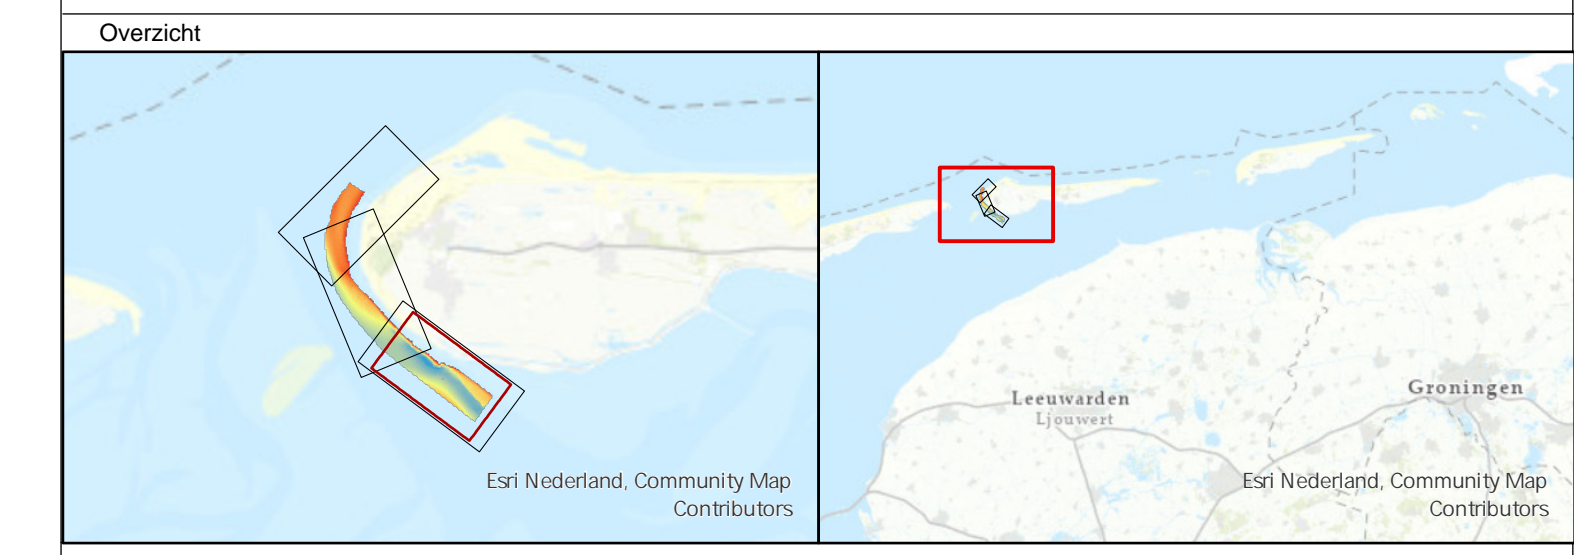 Overzicht
Esri Nederland, Community Map
Contributors
Leeuwarden
Ljouwert
Groningen
Esri Nederland, Community Map
Contributors